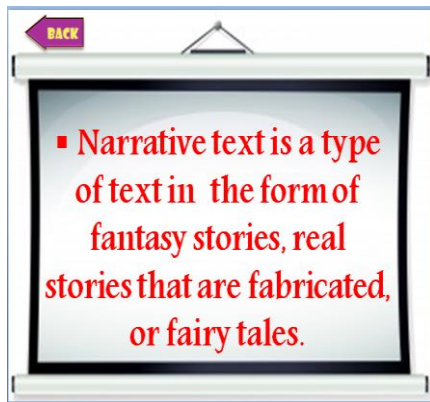 BACK
▪ Narrative text is a type
of text in the form of
fantasy stories, real
stories that are fabricated,
or fairy tales.